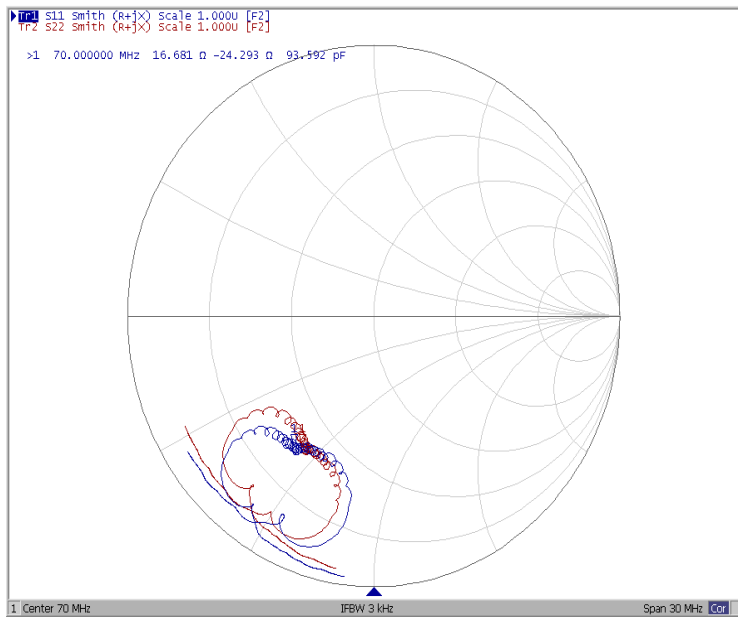 Tr1 S11 Smith (R+jX) Scale 1.000U [F2]
Tr2 S22 Smith (R+jX) Scale 1.000U [F2]
>1 70.000000 MHz 16.681 Ω -24.293 Ω 93.592 pF
1 Center 70 MHz IFBW 3 kHz Span 30 MHz Cor